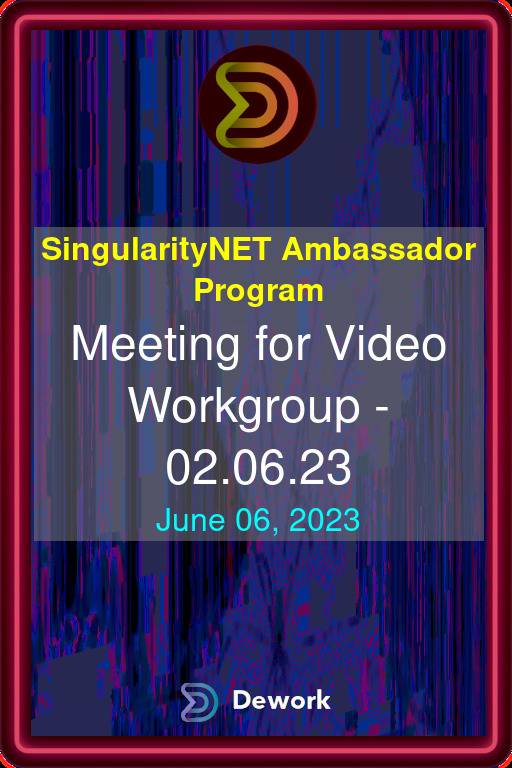 SingularityNET Ambassador
Program
Meeting for Video
Workgroup -
02.06.23
June 06, 2023
Dework